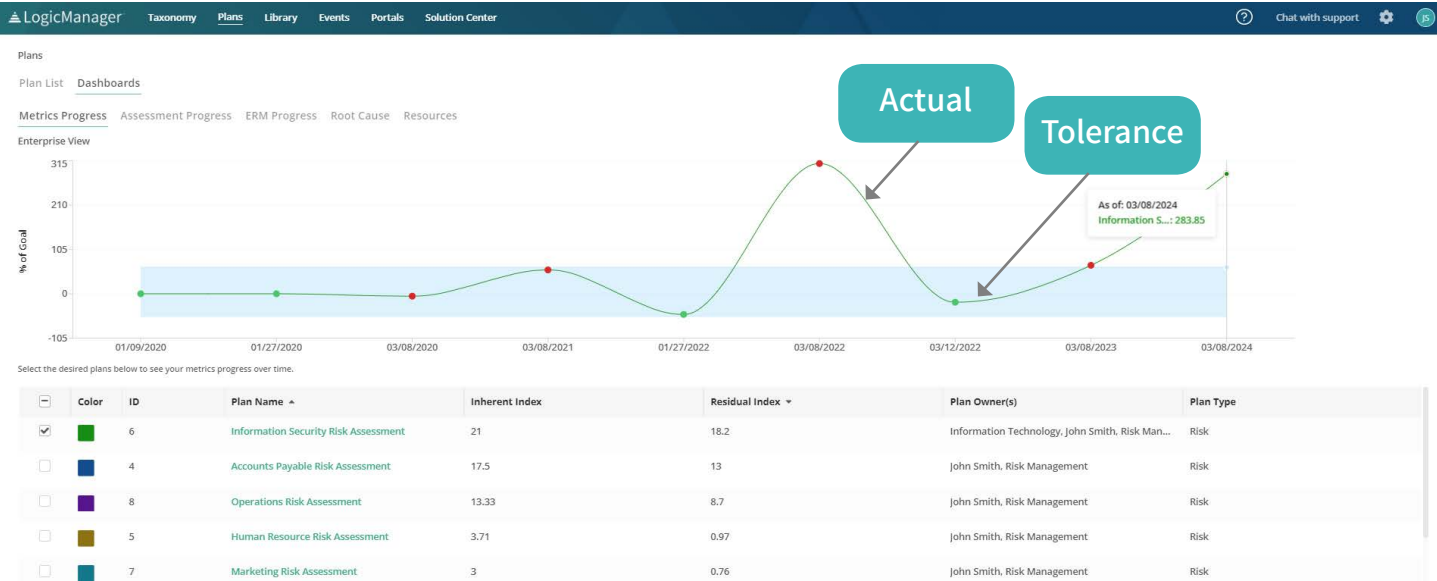 LogicManager Taxonomy Plans Library Events Portals Solution Center ? Chat with support JS
Plans
Plan List Dashboards
Metrics Progress Assessment Progress ERM Progress Root Cause Resources
Enterprise View
Actual
Tolerance
% of Goal
315
210
105
0
-105
As of: 03/08/2024
Information S...: 283.85
01/09/2020 01/27/2020 03/08/2020 03/08/2021 01/27/2022 03/08/2022 03/12/2022 03/08/2023 03/08/2024
Select the desired plans below to see your metrics progress over time.
Color ID Plan Name Inherent Index Residual Index Plan Owner(s) Plan Type
6 Information Security Risk Assessment 21 18.2 Information Technology, John Smith, Risk Man... Risk
4 Accounts Payable Risk Assessment 17.5 13 John Smith, Risk Management Risk
8 Operations Risk Assessment 13.33 8.7 John Smith, Risk Management Risk
5 Human Resource Risk Assessment 3.71 0.97 John Smith, Risk Management Risk
7 Marketing Risk Assessment 3 0.76 John Smith, Risk Management Risk